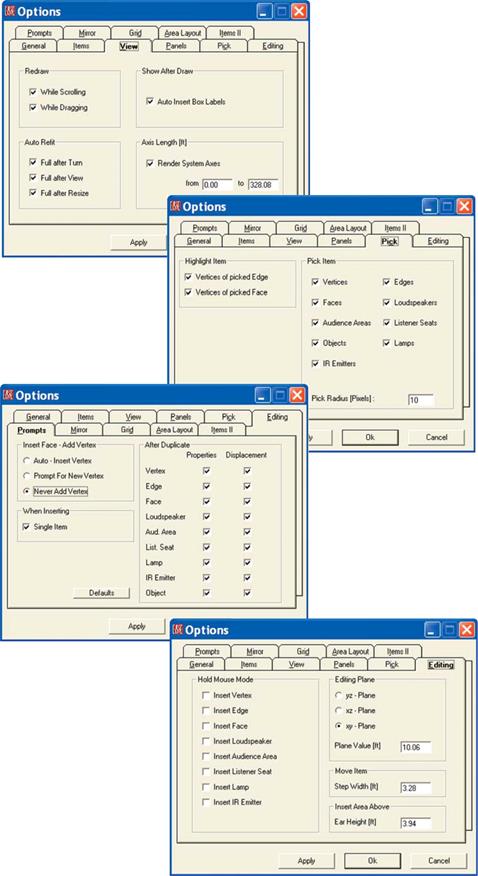 Options
Prompts Mirror Grid Area Layout Items II
General Items View Panels Pick Editing
Redraw
While Scrolling
While Dragging
Show After Draw
Auto Insert Box Labels
Auto Refit
Full after Turn
Full after View
Full after Resize
Axis Length [ft]
Render System Axes
from 0.00 to 328.08
Apply
Options
Prompts Mirror Grid Area Layout Items II
General Items View Panels Pick Editing
Highlight Item
Vertices of picked Edge
Vertices of picked Face
Pick Item
Vertices Edges
Faces Loudspeakers
Audience Areas Listener Seats
Objects Lamps
IR Emitters
Pick Radius [Pixels] : 10
ly Ok Cancel
Options
General Items View Panels Pick Editing
Prompts Mirror Grid Area Layout Items II
Insert Face - Add Vertex
Auto - Insert Vertex
Prompt For New Vertex
Never Add Vertex
When Inserting
Single Item
Defaults
After Duplicate
Properties Displacement
Vertex
Edge
Face
Loudspeaker
Aud. Area
List. Seat
Lamp
IR Emitter
Object
Apply
Options
Prompts Mirror Grid Area Layout Items II
General Items View Panels Pick Editing
Hold Mouse Mode
Insert Vertex
Insert Edge
Insert Face
Insert Loudspeaker
Insert Audience Area
Insert Listener Seat
Insert Lamp
Insert IR Emitter
Editing Plane
yz - Plane
xz - Plane
xy - Plane
Plane Value [ft] 10.06
Move Item
Step Width [ft] 3.28
Insert Area Above
Ear Height [ft] 3.94
Apply Ok Cancel